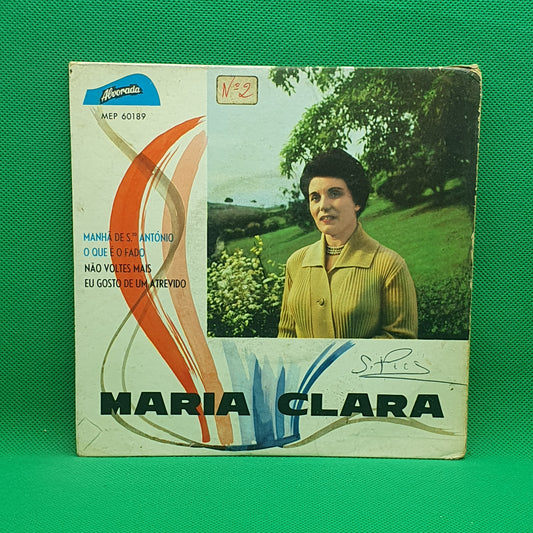 Alvorada
MEP 60189
Nº 2
MANHÃ DE S.TO ANTÓNIO
O QUE É O FADO
NÃO VOLTES MAIS
EU GOSTO DE UM ATREVIDO
MARIA CLARA